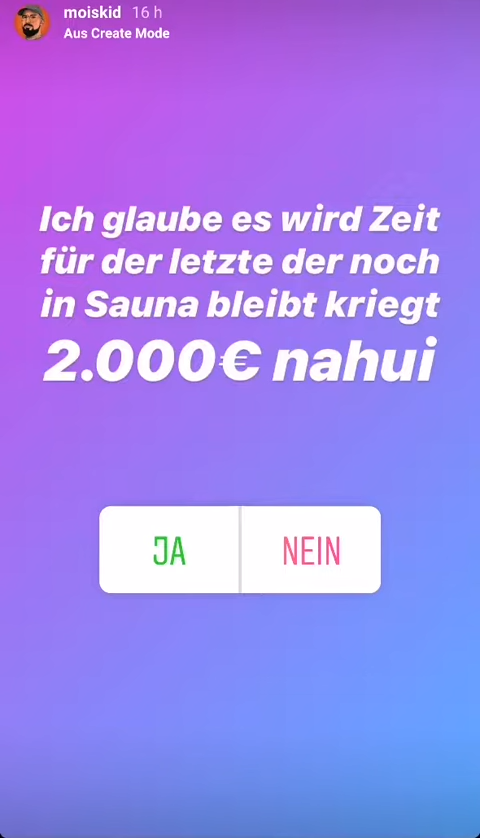 moiskid 16 h
Aus Create Mode
Ich glaube es wird Zeit
für der letzte der noch
in Sauna bleibt kriegt
2.000€ nahui
JA NEIN